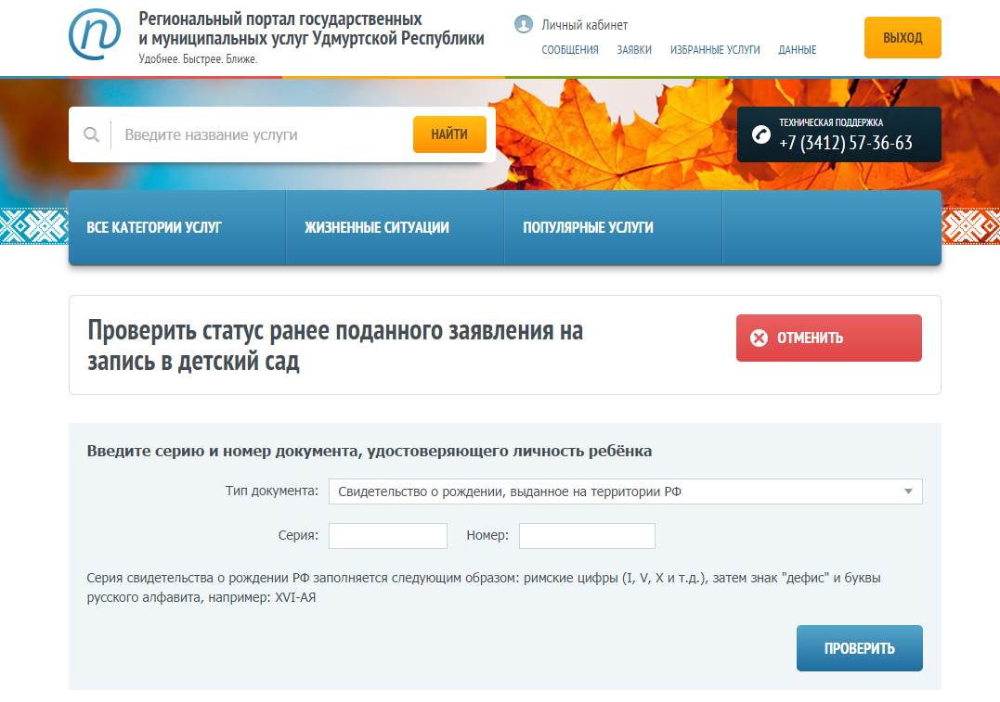 Региональный портал государственных
и муниципальных услуг Удмуртской Республики
Удобнее. Быстрее. Ближе.
Личный кабинет
СООБЩЕНИЯ ЗАЯВКИ ИЗБРАННЫЕ УСЛУГИ ДАННЫЕ
ВЫХОД
Введите название услуги
НАЙТИ
ТЕХНИЧЕСКАЯ ПОДДЕРЖКА
+7 (3412) 57-36-63
ВСЕ КАТЕГОРИИ УСЛУГ ЖИЗНЕННЫЕ СИТУАЦИИ ПОПУЛЯРНЫЕ УСЛУГИ
Проверить статус ранее поданного заявления на
запись в детский сад
ОТМЕНИТЬ
Введите серию и номер документа, удостоверяющего личность ребёнка
Тип документа: Свидетельство о рождении, выданное на территории РФ
Серия: Номер:
Серия свидетельства о рождении РФ заполняется следующим образом: римские цифры (I, V, X и т.д.), затем знак "дефис" и буквы
русского алфавита, например: XVI-АЯ
ПРОВЕРИТЬ